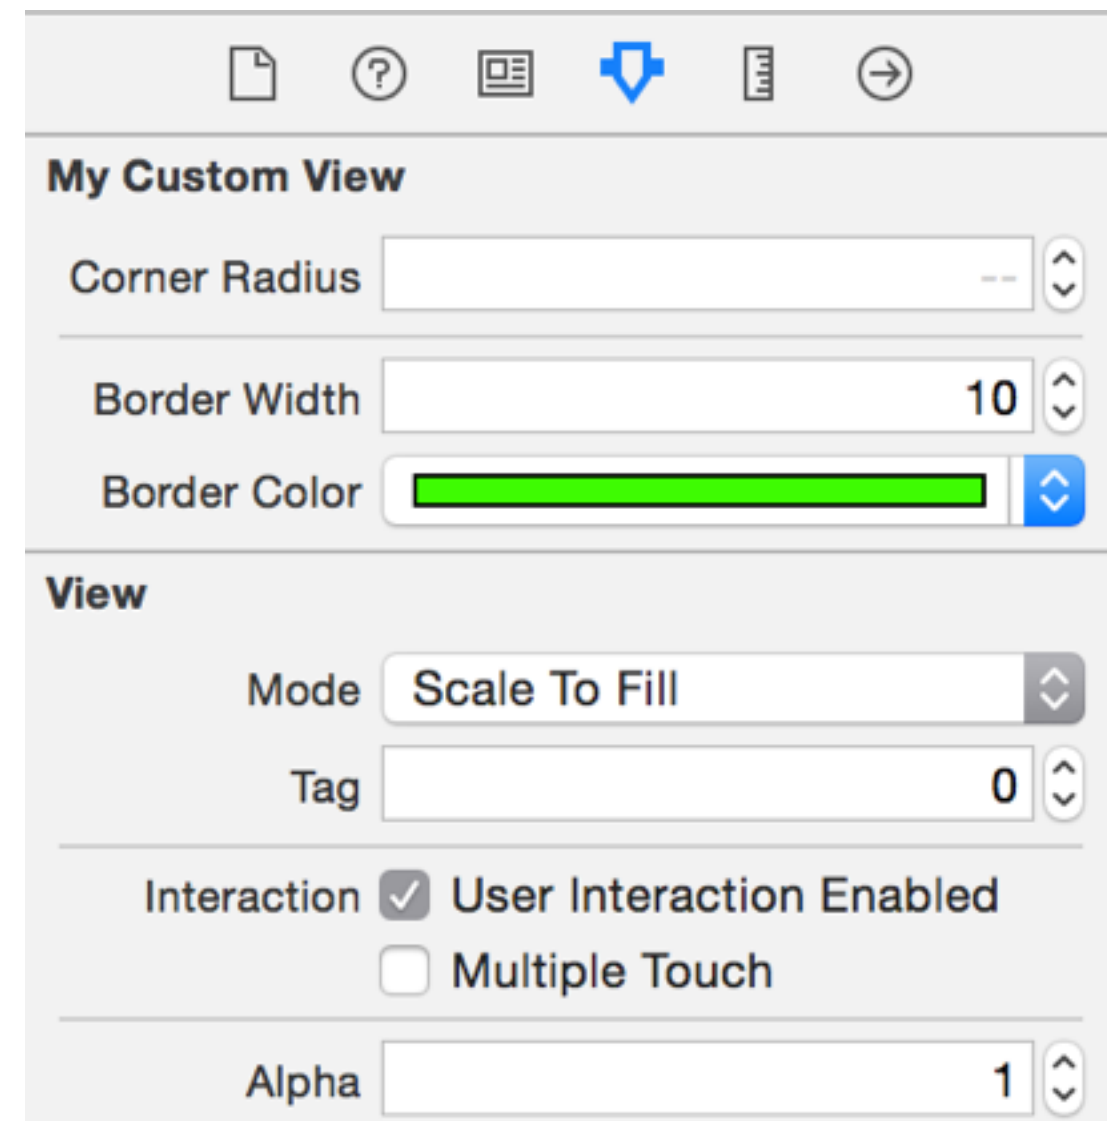 My Custom View
Corner Radius --
Border Width 10
Border Color
View
Mode Scale To Fill
Tag 0
Interaction User Interaction Enabled
Multiple Touch
Alpha 1